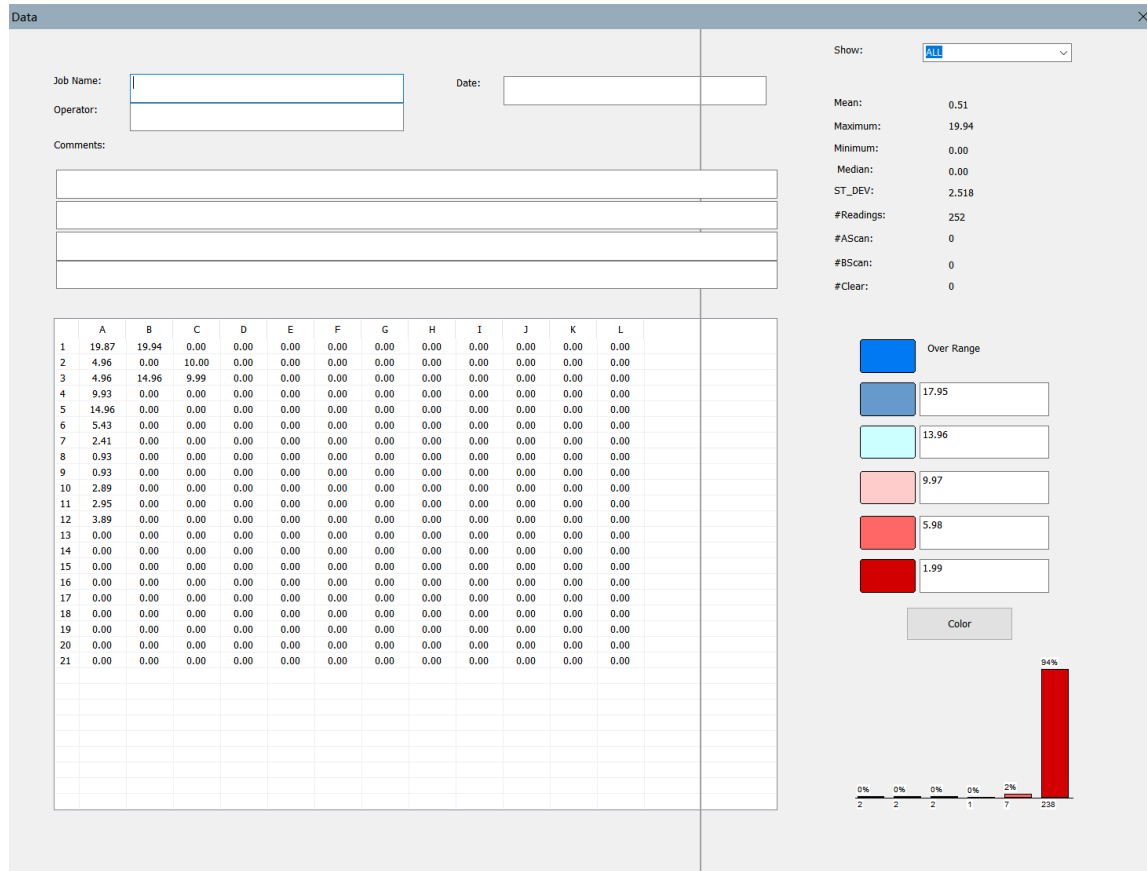 Data
Show: ALL
Job Name:
Date:
Operator:
Comments:
Mean: 0.51
Maximum: 19.94
Minimum: 0.00
Median: 0.00
ST_DEV: 2.518
#Readings: 252
#AScan: 0
#BScan: 0
#Clear: 0
A B C D E F G H I J K L
1 19.87 19.94 0.00 0.00 0.00 0.00 0.00 0.00 0.00 0.00 0.00 0.00
2 4.96 0.00 10.00 0.00 0.00 0.00 0.00 0.00 0.00 0.00 0.00 0.00
3 4.96 14.96 9.99 0.00 0.00 0.00 0.00 0.00 0.00 0.00 0.00 0.00
4 9.93 0.00 0.00 0.00 0.00 0.00 0.00 0.00 0.00 0.00 0.00 0.00
5 14.96 0.00 0.00 0.00 0.00 0.00 0.00 0.00 0.00 0.00 0.00 0.00
6 5.43 0.00 0.00 0.00 0.00 0.00 0.00 0.00 0.00 0.00 0.00 0.00
7 2.41 0.00 0.00 0.00 0.00 0.00 0.00 0.00 0.00 0.00 0.00 0.00
8 0.93 0.00 0.00 0.00 0.00 0.00 0.00 0.00 0.00 0.00 0.00 0.00
9 0.93 0.00 0.00 0.00 0.00 0.00 0.00 0.00 0.00 0.00 0.00 0.00
10 2.89 0.00 0.00 0.00 0.00 0.00 0.00 0.00 0.00 0.00 0.00 0.00
11 2.95 0.00 0.00 0.00 0.00 0.00 0.00 0.00 0.00 0.00 0.00 0.00
12 3.89 0.00 0.00 0.00 0.00 0.00 0.00 0.00 0.00 0.00 0.00 0.00
13 0.00 0.00 0.00 0.00 0.00 0.00 0.00 0.00 0.00 0.00 0.00 0.00
14 0.00 0.00 0.00 0.00 0.00 0.00 0.00 0.00 0.00 0.00 0.00 0.00
15 0.00 0.00 0.00 0.00 0.00 0.00 0.00 0.00 0.00 0.00 0.00 0.00
16 0.00 0.00 0.00 0.00 0.00 0.00 0.00 0.00 0.00 0.00 0.00 0.00
17 0.00 0.00 0.00 0.00 0.00 0.00 0.00 0.00 0.00 0.00 0.00 0.00
18 0.00 0.00 0.00 0.00 0.00 0.00 0.00 0.00 0.00 0.00 0.00 0.00
19 0.00 0.00 0.00 0.00 0.00 0.00 0.00 0.00 0.00 0.00 0.00 0.00
20 0.00 0.00 0.00 0.00 0.00 0.00 0.00 0.00 0.00 0.00 0.00 0.00
21 0.00 0.00 0.00 0.00 0.00 0.00 0.00 0.00 0.00 0.00 0.00 0.00
Over Range
17.95
13.96
9.97
5.98
1.99
Color
94%
0% 0% 0% 0% 2%
2 2 2 1 7 238